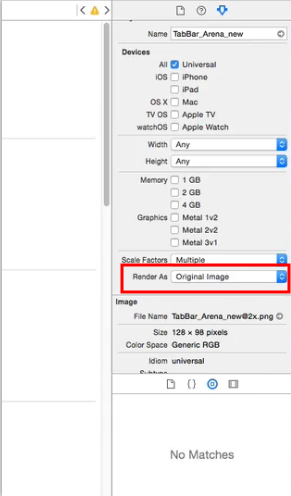 Name TabBar_Arena_new
Devices
All Universal
iOS iPhone
iPad
OS X Mac
TV OS Apple TV
watchOS Apple Watch
Width Any
Height Any
Memory 1 GB
2 GB
4 GB
Graphics Metal 1v2
Metal 2v2
Metal 3v1
Scale Factors Multiple
Render As Original Image
Image
File Name TabBar_Arena_new@2x.png
Size 128 × 98 pixels
Color Space Generic RGB
Idiom universal
Subtype
{ }
No Matches